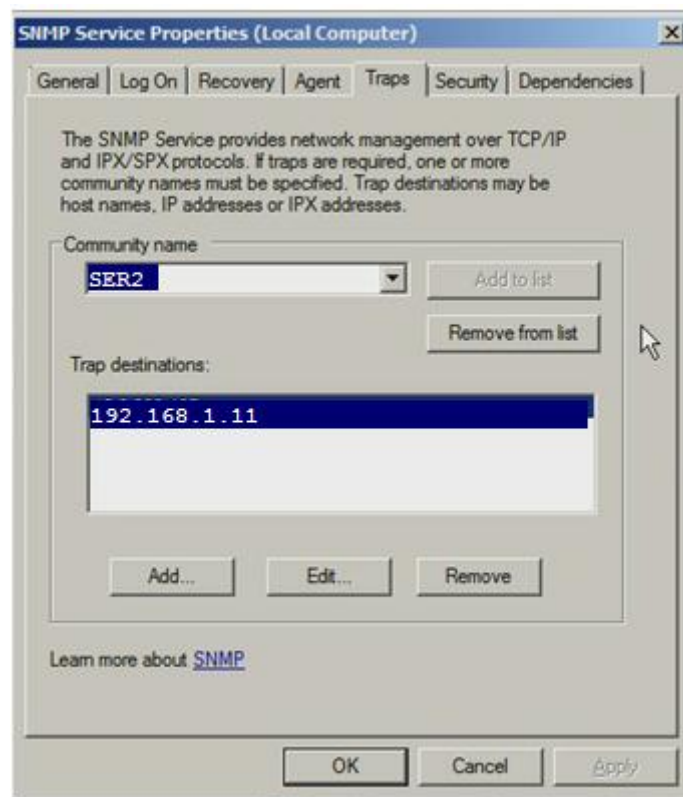 SNMP Service Properties (Local Computer)
General Log On Recovery Agent Traps Security Dependencies
The SNMP Service provides network management over TCP/IP
and IPX/SPX protocols. If traps are required, one or more
community names must be specified. Trap destinations may be
host names, IP addresses or IPX addresses.
Community name
SER2
Add to list
Remove from list
Trap destinations:
192.168.1.11
Add...
Edit...
Remove
Learn more about SNMP
OK
Cancel
Apply